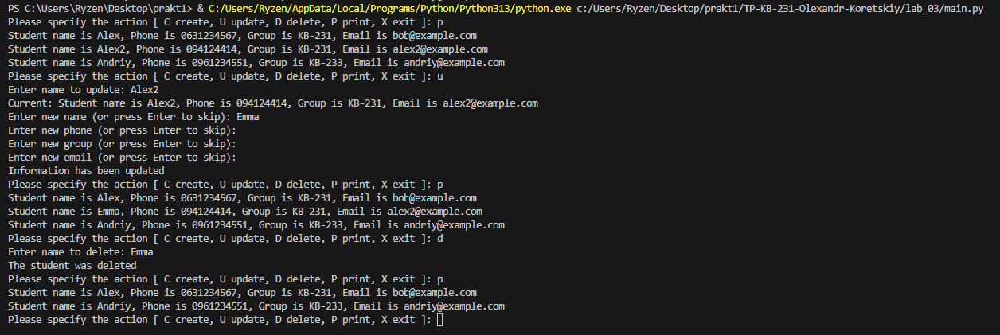 PS C:\Users\Ryzen\Desktop\prakt1> & C:/Users/Ryzen/AppData/Local/Programs/Python/Python313/python.exe c:/Users/Ryzen/Desktop/prakt1/TP-KB-231-Olexandr-Koretskiy/lab_03/main.py
Please specify the action [ C create, U update, D delete, P print, X exit ]: p
Student name is Alex, Phone is 0631234567, Group is KB-231, Email is bob@example.com
Student name is Alex2, Phone is 094124414, Group is KB-231, Email is alex2@example.com
Student name is Andriy, Phone is 0961234551, Group is KB-233, Email is andriy@example.com
Please specify the action [ C create, U update, D delete, P print, X exit ]: u
Enter name to update: Alex2
Current: Student name is Alex2, Phone is 094124414, Group is KB-231, Email is alex2@example.com
Enter new name (or press Enter to skip): Emma
Enter new phone (or press Enter to skip):
Enter new group (or press Enter to skip):
Enter new email (or press Enter to skip):
Information has been updated
Please specify the action [ C create, U update, D delete, P print, X exit ]: p
Student name is Alex, Phone is 0631234567, Group is KB-231, Email is bob@example.com
Student name is Emma, Phone is 094124414, Group is KB-231, Email is alex2@example.com
Student name is Andriy, Phone is 0961234551, Group is KB-233, Email is andriy@example.com
Please specify the action [ C create, U update, D delete, P print, X exit ]: d
Enter name to delete: Emma
The student was deleted
Please specify the action [ C create, U update, D delete, P print, X exit ]: p
Student name is Alex, Phone is 0631234567, Group is KB-231, Email is bob@example.com
Student name is Andriy, Phone is 0961234551, Group is KB-233, Email is andriy@example.com
Please specify the action [ C create, U update, D delete, P print, X exit ]: